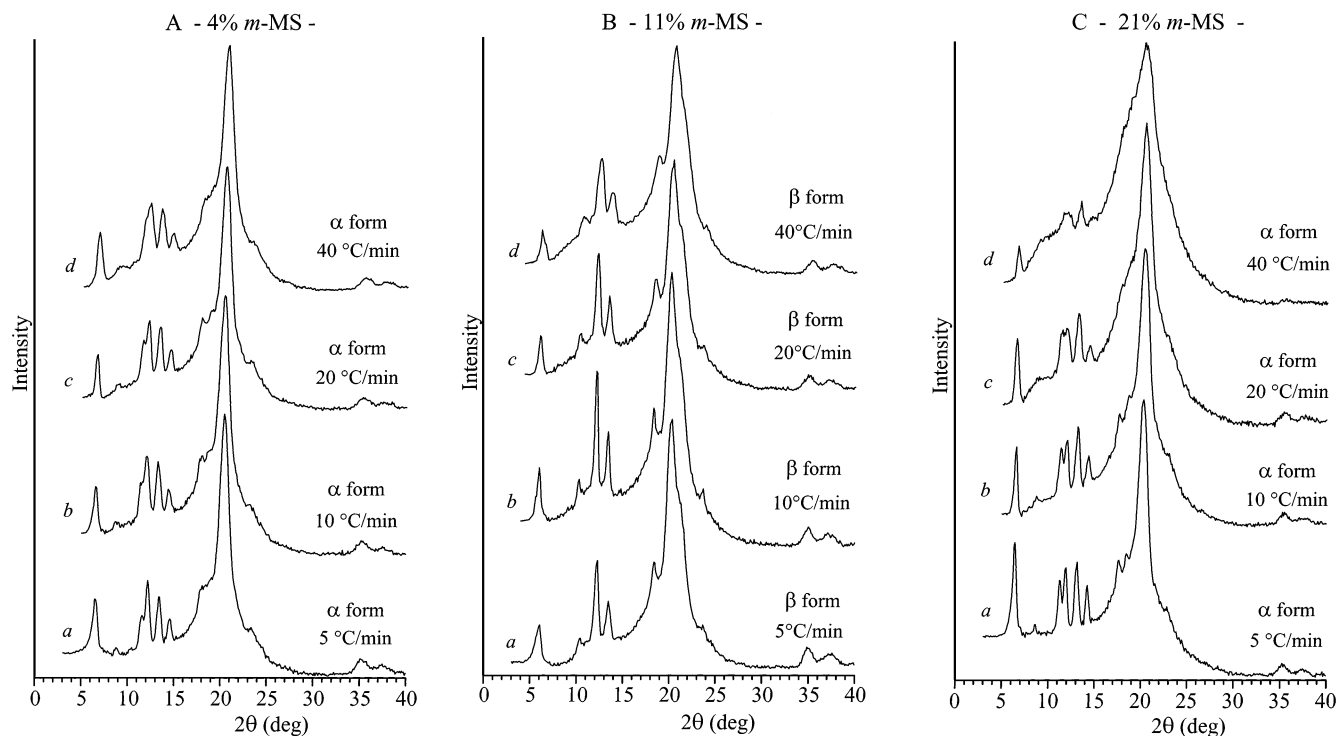 A - 4% m-MS -
Intensity
d
α form
40 °C/min
c
α form
20 °C/min
b
α form
10 °C/min
a
α form
5 °C/min
0 5 10 15 20 25 30 35 40
2θ (deg)
B - 11% m-MS -
Intensity
d
β form
40°C/min
c
β form
20°C/min
b
β form
10°C/min
a
β form
5°C/min
0 5 10 15 20 25 30 35 40
2θ (deg)
C - 21% m-MS -
Intensity
d
α form
40 °C/min
c
α form
20 °C/min
b
α form
10 °C/min
a
α form
5 °C/min
0 5 10 15 20 25 30 35 40
2θ (deg)